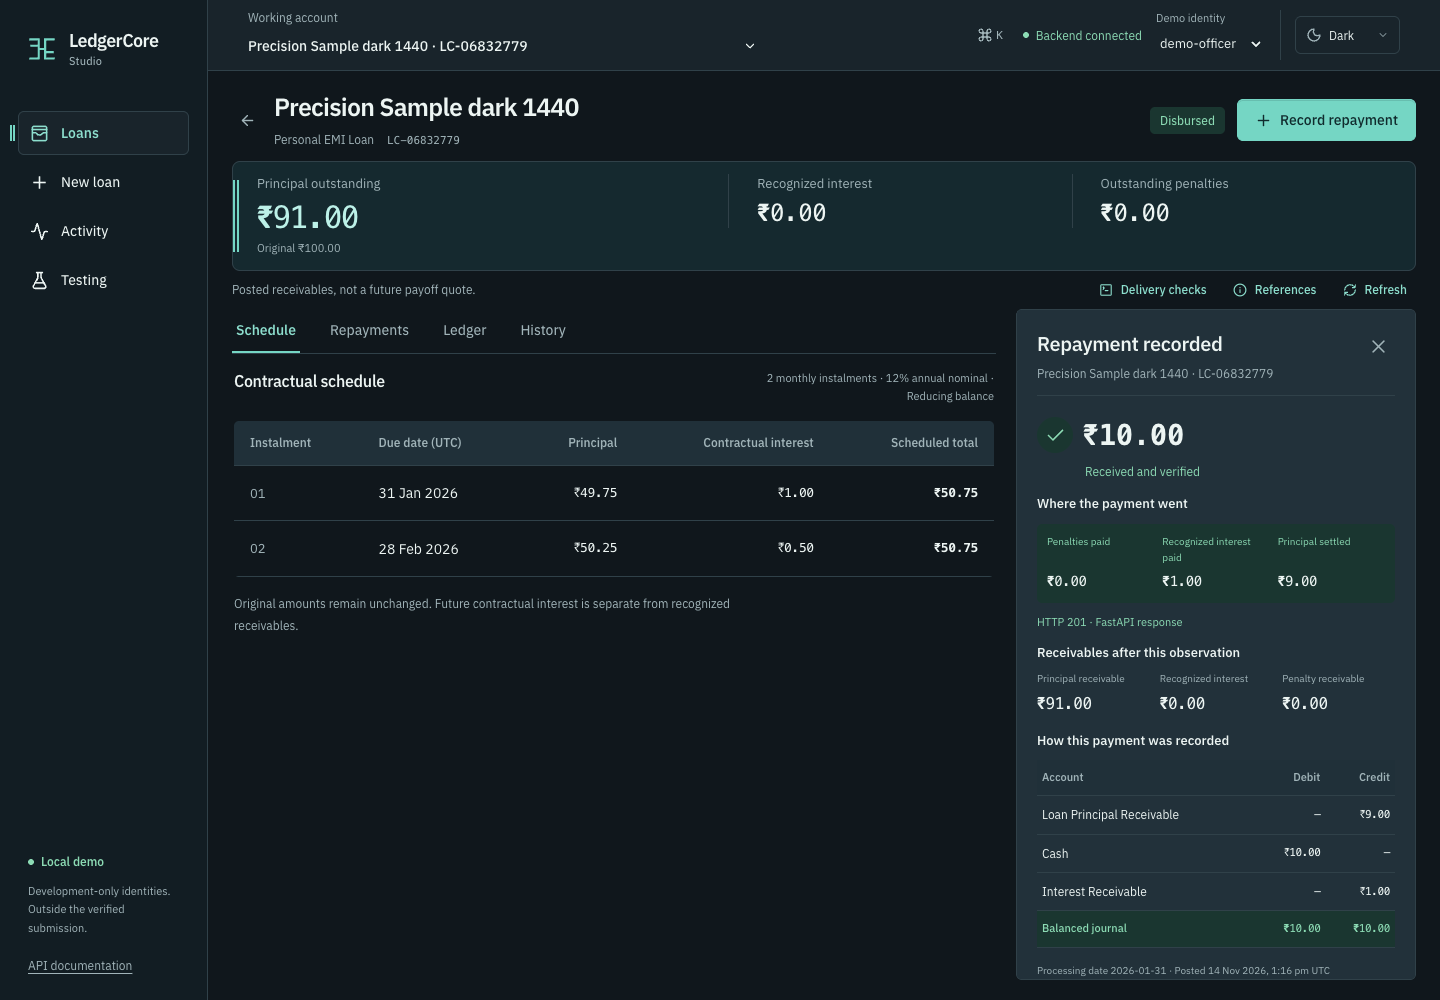 LedgerCore
Studio
Loans
New loan
Activity
Testing
Local demo
Development-only identities.
Outside the verified
submission.
API documentation
Working account
Precision Sample dark 1440 · LC-06832779
⌘ K
Backend connected
Demo identity
demo-officer
Dark
Precision Sample dark 1440
Personal EMI Loan LC-06832779
Disbursed
Record repayment
Principal outstanding
₹91.00
Original ₹100.00
Recognized interest
₹0.00
Outstanding penalties
₹0.00
Posted receivables, not a future payoff quote.
Delivery checks
References
Refresh
Schedule Repayments Ledger History
Contractual schedule
2 monthly instalments · 12% annual nominal ·
Reducing balance
Instalment Due date (UTC) Principal Contractual interest Scheduled total
01 31 Jan 2026 ₹49.75 ₹1.00 ₹50.75
02 28 Feb 2026 ₹50.25 ₹0.50 ₹50.75
Original amounts remain unchanged. Future contractual interest is separate from recognized
receivables.
Repayment recorded
Precision Sample dark 1440 · LC-06832779
₹10.00
Received and verified
Where the payment went
Penalties paid
₹0.00
Recognized interest
paid
₹1.00
Principal settled
₹9.00
HTTP 201 · FastAPI response
Receivables after this observation
Principal receivable Recognized interest Penalty receivable
₹91.00 ₹0.00 ₹0.00
How this payment was recorded
Account Debit Credit
Loan Principal Receivable — ₹9.00
Cash ₹10.00 —
Interest Receivable — ₹1.00
Balanced journal ₹10.00 ₹10.00
Processing date 2026-01-31 · Posted 14 Nov 2026, 1:16 pm UTC